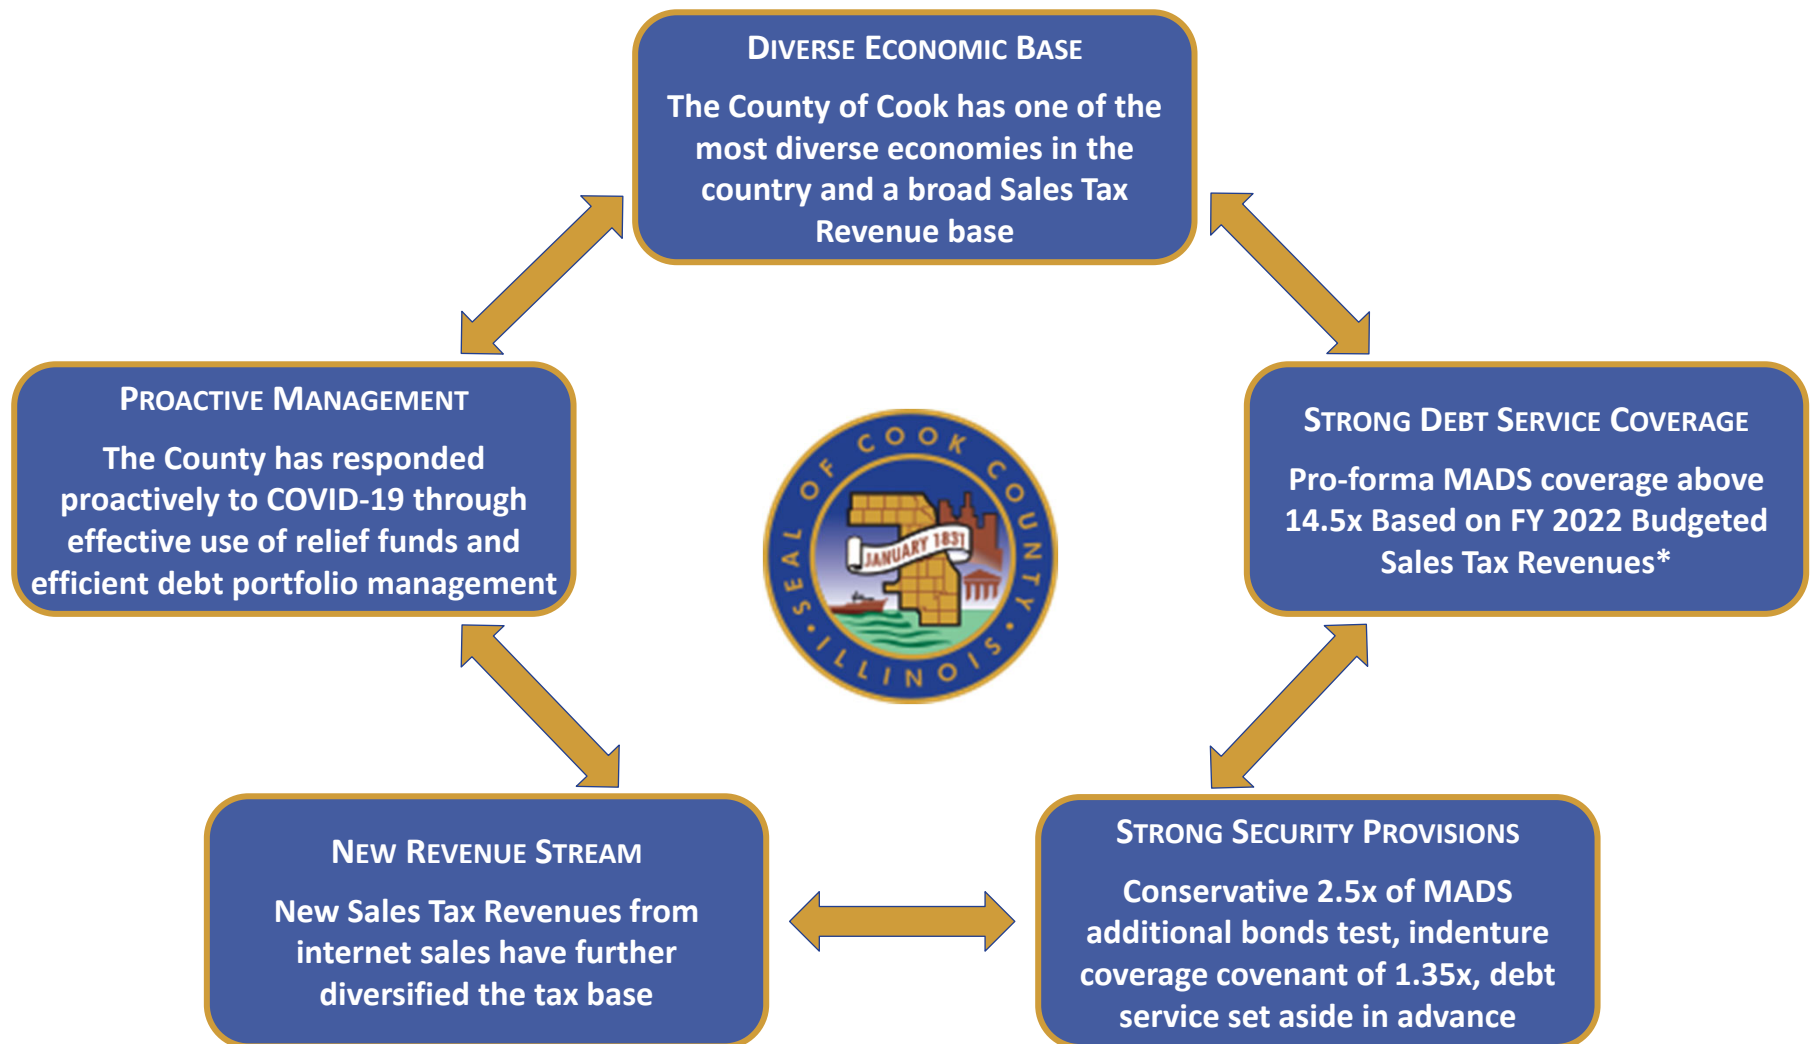 DIVERSE ECONOMIC BASE
The County of Cook has one of the
most diverse economies in the
country and a broad Sales Tax
Revenue base
PROACTIVE MANAGEMENT
The County has responded
proactively to COVID-19 through
effective use of relief funds and
efficient debt portfolio management
SEAL OF COOK COUNTY
JANUARY 1831
• ILLINOIS •
STRONG DEBT SERVICE COVERAGE
Pro-forma MADS coverage above
14.5x Based on FY 2022 Budgeted
Sales Tax Revenues*
NEW REVENUE STREAM
New Sales Tax Revenues from
internet sales have further
diversified the tax base
STRONG SECURITY PROVISIONS
Conservative 2.5x of MADS
additional bonds test, indenture
coverage covenant of 1.35x, debt
service set aside in advance